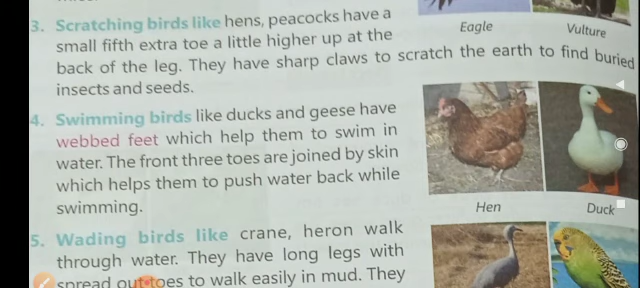 3. Scratching birds like hens, peacocks have a
small fifth extra toe a little higher up at the
back of the leg. They have sharp claws to scratch the earth to find buried
insects and seeds.
Eagle
Vulture
4. Swimming birds like ducks and geese have
webbed feet which help them to swim in
water. The front three toes are joined by skin
which helps them to push water back while
swimming.
Hen
Duck
5. Wading birds like crane, heron walk
through water. They have long legs with
spread out toes to walk easily in mud. They